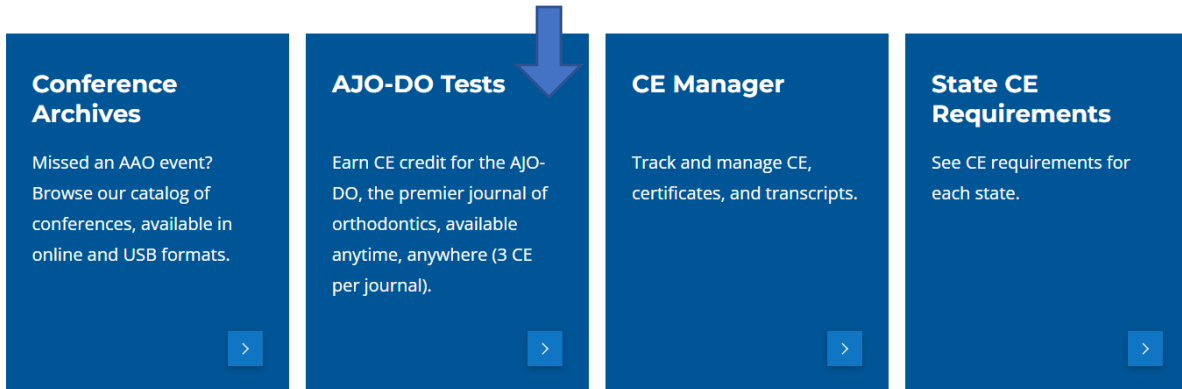 Conference
Archives
Missed an AAO event?
Browse our catalog of
conferences, available in
online and USB formats.
AJO-DO Tests
Earn CE credit for the AJO-
DO, the premier journal of
orthodontics, available
anytime, anywhere (3 CE
per journal).
CE Manager
Track and manage CE,
certificates, and transcripts.
State CE
Requirements
See CE requirements for
each state.